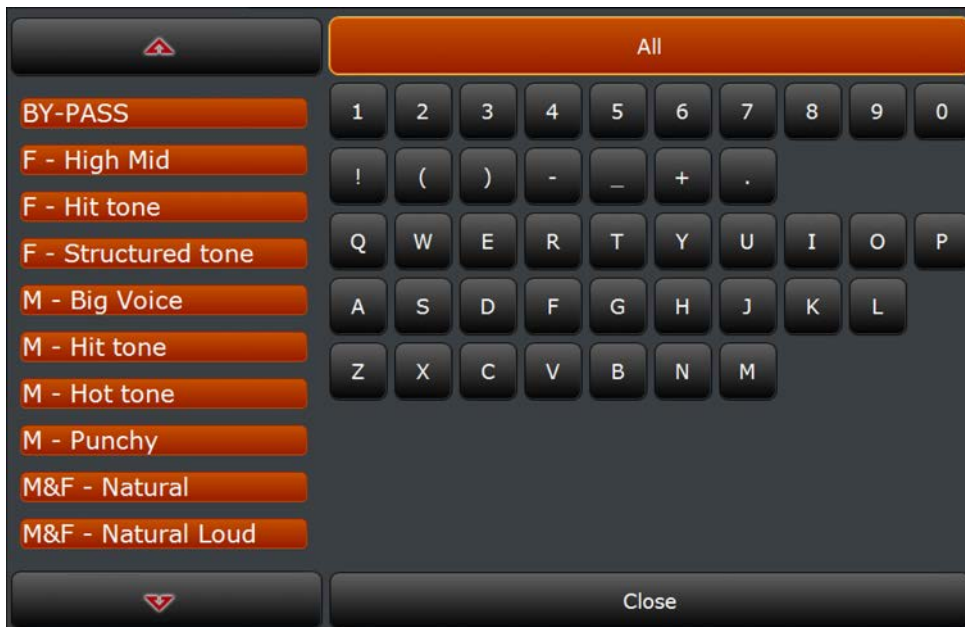 All
BY-PASS
F - High Mid
F - Hit tone
F - Structured tone
M - Big Voice
M - Hit tone
M - Hot tone
M - Punchy
M&F - Natural
M&F - Natural Loud
1 2 3 4 5 6 7 8 9 0
! ( ) - _ + .
Q W E R T Y U I O P
A S D F G H J K L
Z X C V B N M
Close